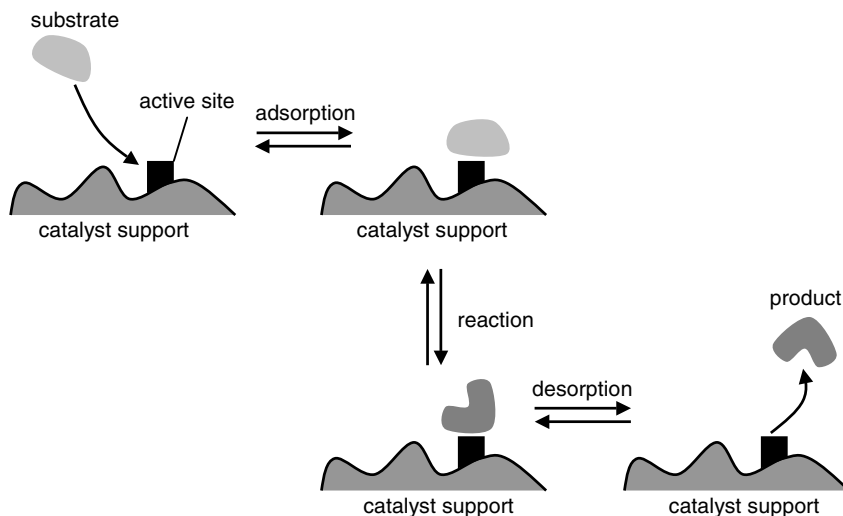 substrate
active site
adsorption
catalyst support
catalyst support
reaction
product
desorption
catalyst support
catalyst support